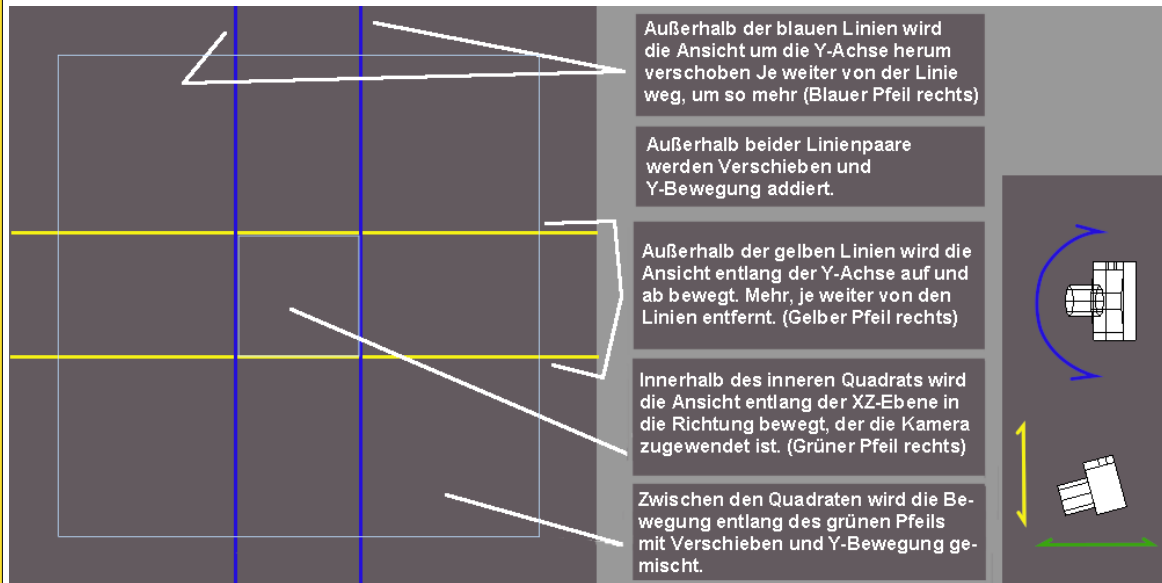 Außerhalb der blauen Linien wird
die Ansicht um die Y-Achse herum
verschoben Je weiter von der Linie
weg, um so mehr (Blauer Pfeil rechts)
Außerhalb beider Linienpaare
werden Verschieben und
Y-Bewegung addiert.
Außerhalb der gelben Linien wird die
Ansicht entlang der Y-Achse auf und
ab bewegt. Mehr, je weiter von den
Linien entfernt. (Gelber Pfeil rechts)
Innerhalb des inneren Quadrats wird
die Ansicht entlang der XZ-Ebene in
die Richtung bewegt, der die Kamera
zugewendet ist. (Grüner Pfeil rechts)
Zwischen den Quadraten wird die Be-
wegung entlang des grünen Pfeils
mit Verschieben und Y-Bewegung ge-
mischt.